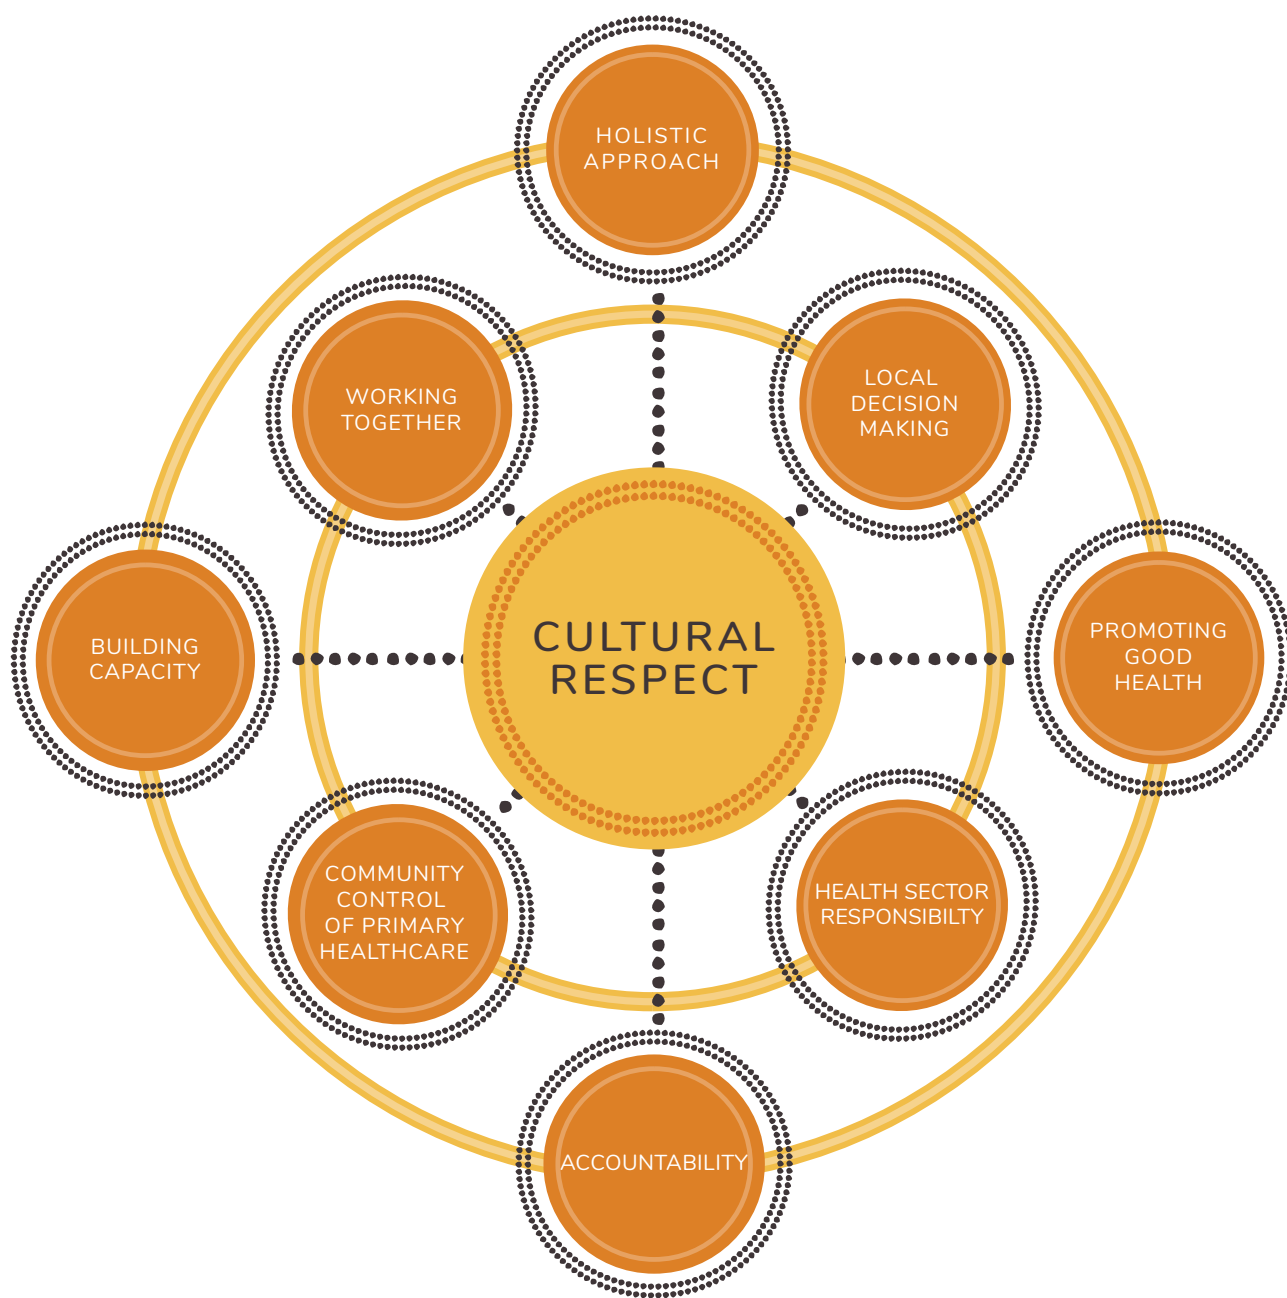 HOLISTIC
APPROACH
WORKING
TOGETHER
LOCAL
DECISION
MAKING
BUILDING
CAPACITY
CULTURAL
RESPECT
PROMOTING
GOOD
HEALTH
COMMUNITY
CONTROL
OF PRIMARY
HEALTHCARE
HEALTH SECTOR
RESPONSIBILTY
ACCOUNTABILITY